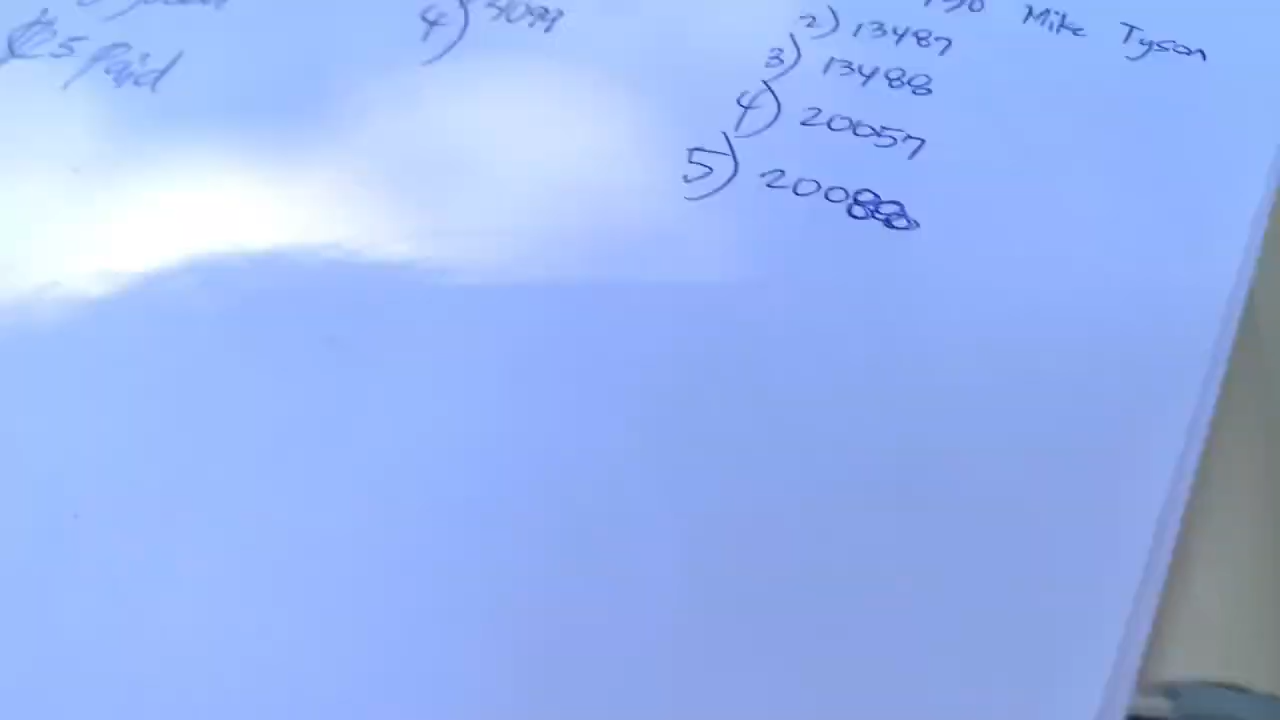 Mike Tyson
2) 13487
3) 13488
4) 20057
5) 20088
4)
5 Paid